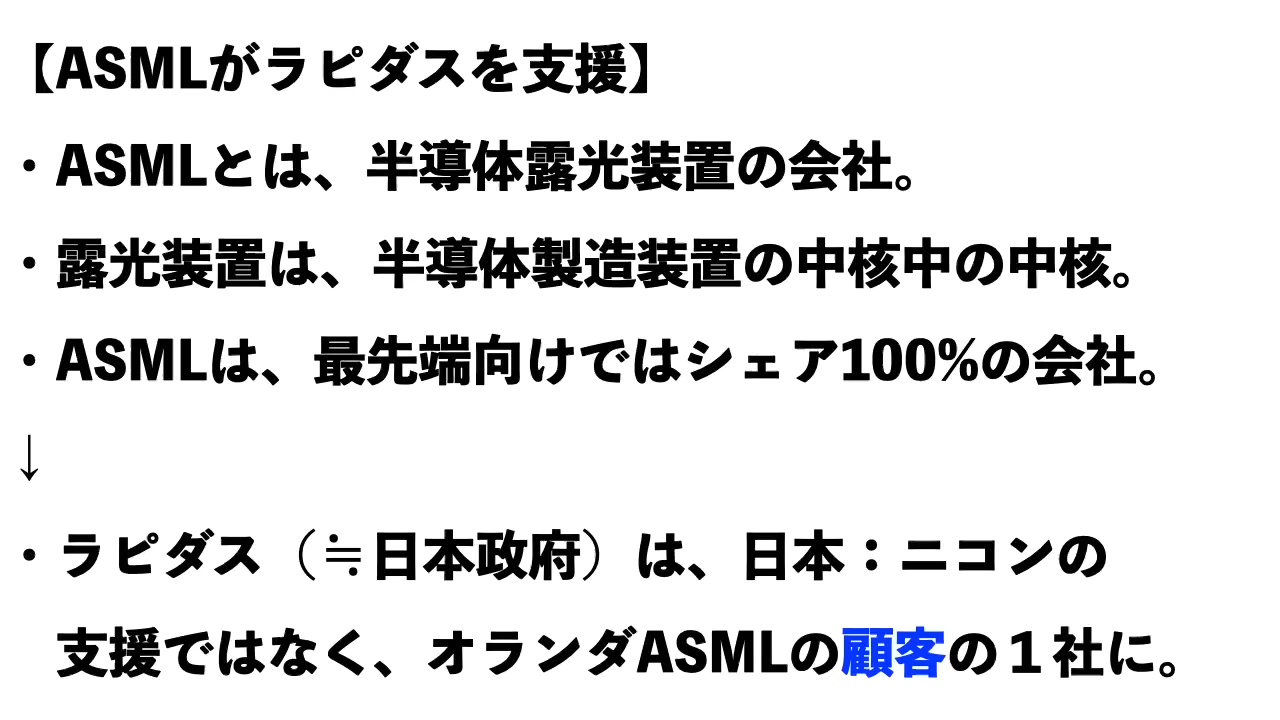 【ASMLがラピダスを支援】
・ASMLとは、半導体露光装置の会社。
・露光装置は、半導体製造装置の中核中の中核。
・ASMLは、最先端向けではシェア100%の会社。
↓
・ラピダス（≒日本政府）は、日本：ニコンの
支援ではなく、オランダASMLの顧客の１社に。